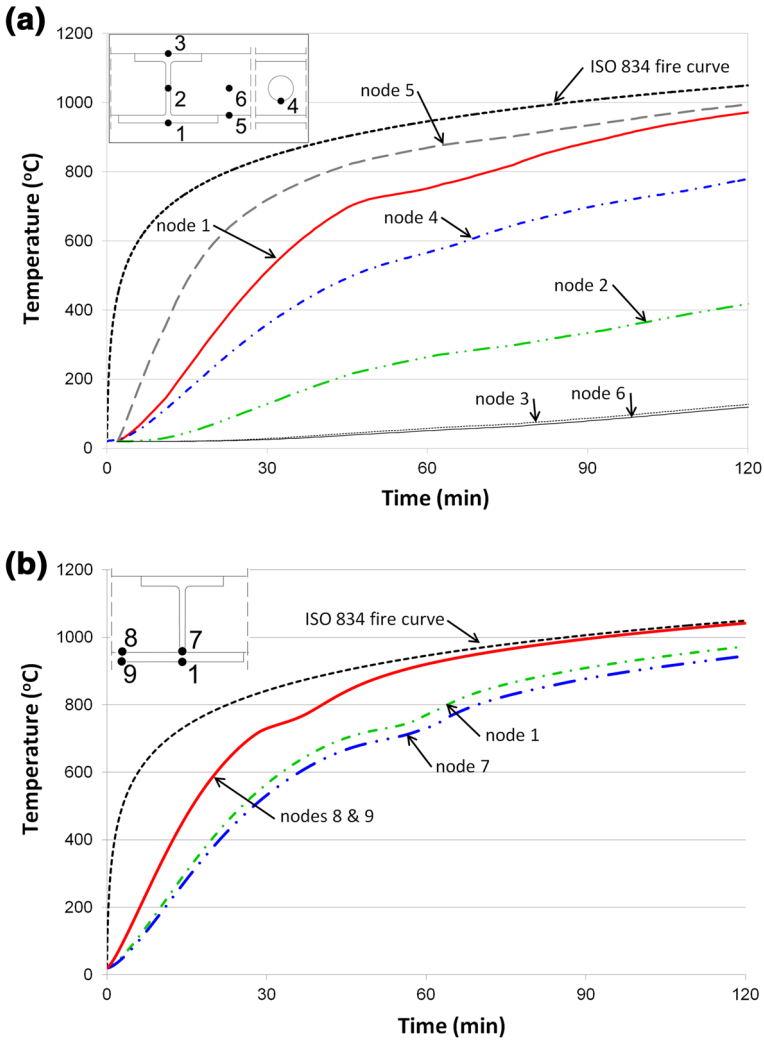 (a)
1200
1000
800
600
400
200
0
Temperature (oC)
3
2
6
4
1
5
ISO 834 fire curve
node 5
node 1
node 4
node 2
node 3
node 6
0
30
60
90
120
Time (min)
(b)
1200
1000
800
600
400
200
0
Temperature (oC)
8
7
9
1
ISO 834 fire curve
node 1
node 7
nodes 8 & 9
0
30
60
90
120
Time (min)